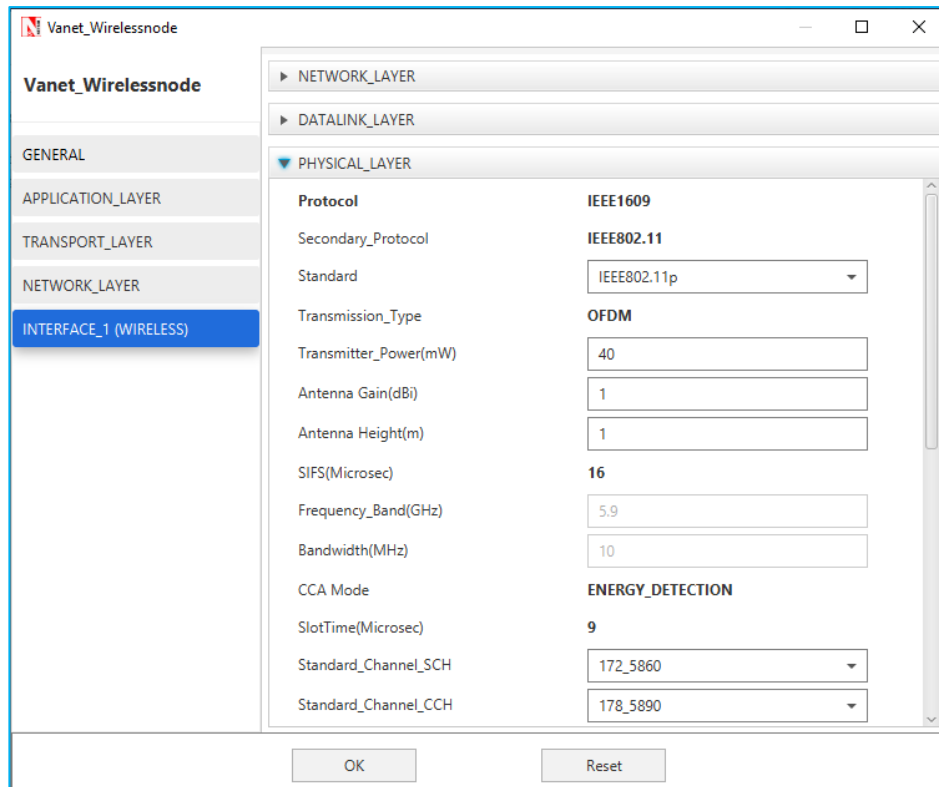 Vanet_Wirelessnode
Vanet_Wirelessnode
GENERAL
APPLICATION_LAYER
TRANSPORT_LAYER
NETWORK_LAYER
INTERFACE_1 (WIRELESS)
NETWORK_LAYER
DATALINK_LAYER
PHYSICAL_LAYER
Protocol IEEE1609
Secondary_Protocol IEEE802.11
Standard IEEE802.11p
Transmission_Type OFDM
Transmitter_Power(mW) 40
Antenna Gain(dBi) 1
Antenna Height(m) 1
SIFS(Microsec) 16
Frequency_Band(GHz) 5.9
Bandwidth(MHz) 10
CCA Mode ENERGY_DETECTION
SlotTime(Microsec) 9
Standard_Channel_SCH 172_5860
Standard_Channel_CCH 178_5890
OK Reset